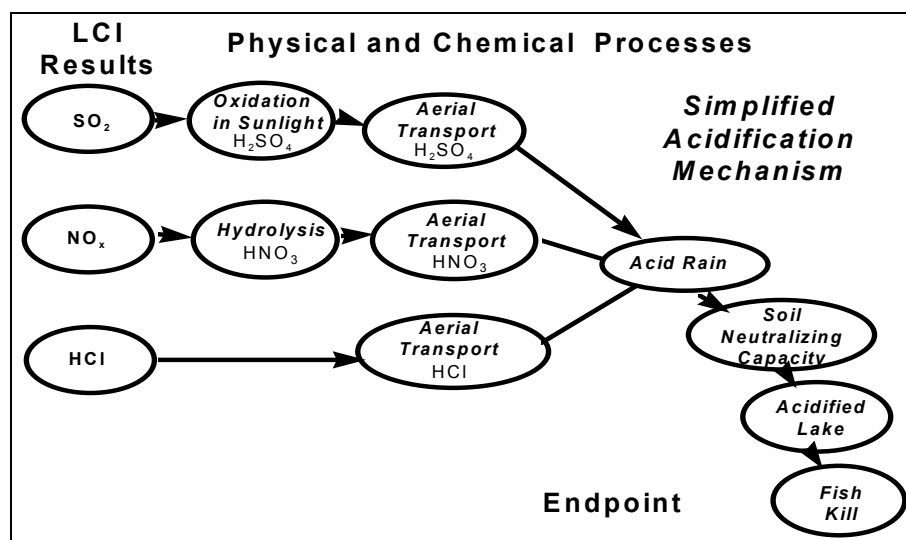 LCI
Results
Physical and Chemical Processes
Simplified
Acidification
Mechanism
SO₂
Oxidation
in Sunlight
H₂SO₄
Aerial
Transport
H₂SO₄
NOₓ
Hydrolysis
HNO₃
Aerial
Transport
HNO₃
Acid Rain
HCl
Aerial
Transport
HCl
Soil
Neutralizing
Capacity
Acidified
Lake
Fish
Kill
Endpoint